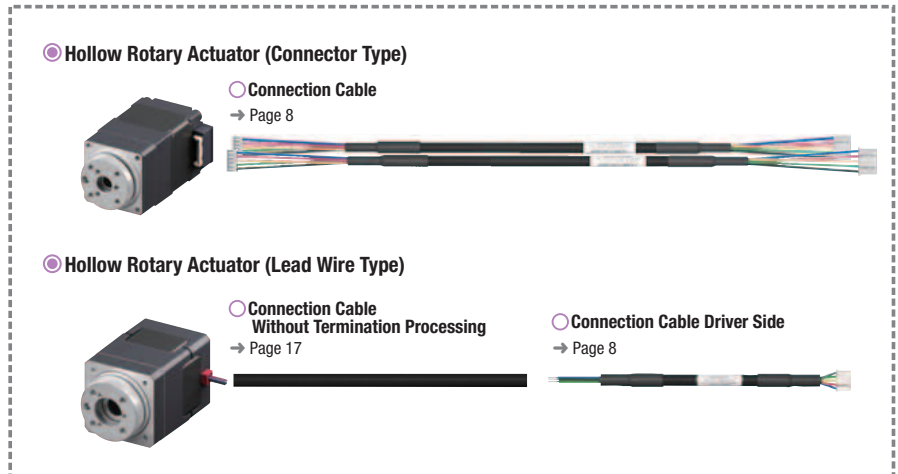 Hollow Rotary Actuator (Connector Type)
Connection Cable
→ Page 8
Hollow Rotary Actuator (Lead Wire Type)
Connection Cable
Without Termination Processing
→ Page 17
Connection Cable Driver Side
→ Page 8